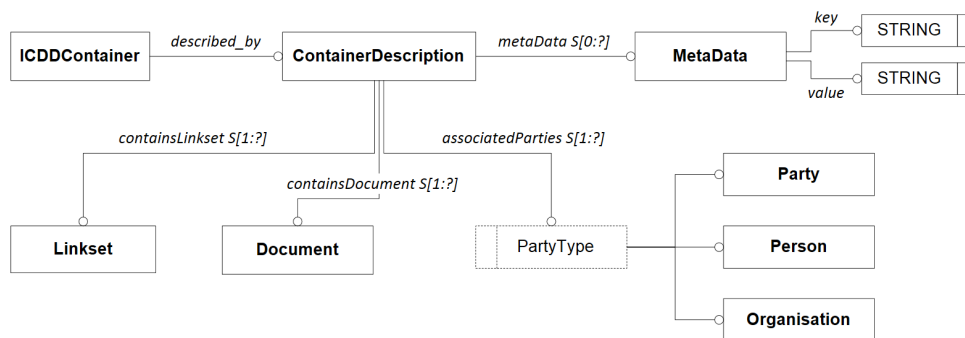 key
described_by
metaData S[0:?]
STRING
ICDDContainer
ContainerDescription
MetaData
STRING
value
containsLinkset S[1:?]
associatedParties S[1:?]
containsDocument S[1:?]
Party
Linkset
Document
PartyType
Person
Organisation